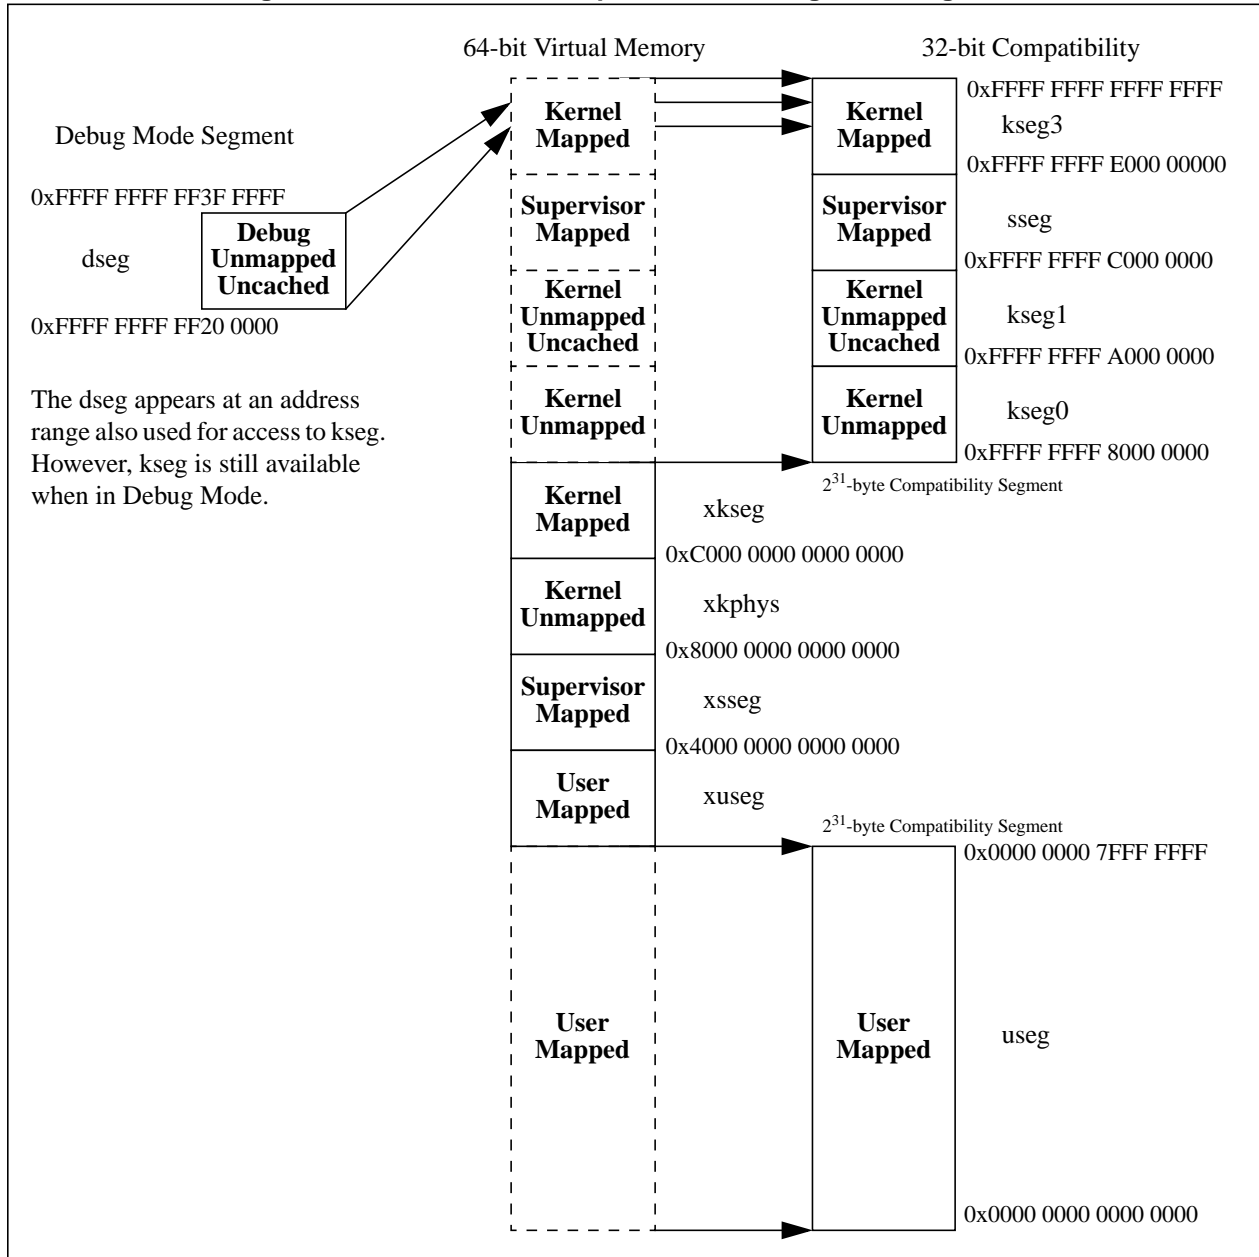 64-bit Virtual Memory
32-bit Compatibility
Debug Mode Segment
0xFFFF FFFF FF3F FFFF
dseg
Debug
Unmapped
Uncached
0xFFFF FFFF FF20 0000
The dseg appears at an address
range also used for access to kseg.
However, kseg is still available
when in Debug Mode.
Kernel
Mapped
Supervisor
Mapped
Kernel
Unmapped
Uncached
Kernel
Unmapped
Kernel
Mapped
xkseg
0xC000 0000 0000 0000
Kernel
Unmapped
xkphys
0x8000 0000 0000 0000
Supervisor
Mapped
xsseg
0x4000 0000 0000 0000
User
Mapped
xuseg
User
Mapped
0xFFFF FFFF FFFF FFFF
Kernel
Mapped
kseg3
0xFFFF FFFF E000 00000
Supervisor
Mapped
sseg
0xFFFF FFFF C000 0000
Kernel
Unmapped
Uncached
kseg1
0xFFFF FFFF A000 0000
Kernel
Unmapped
kseg0
0xFFFF FFFF 8000 0000
2^31-byte Compatibility Segment
2^31-byte Compatibility Segment
0x0000 0000 7FFF FFFF
User
Mapped
useg
0x0000 0000 0000 0000